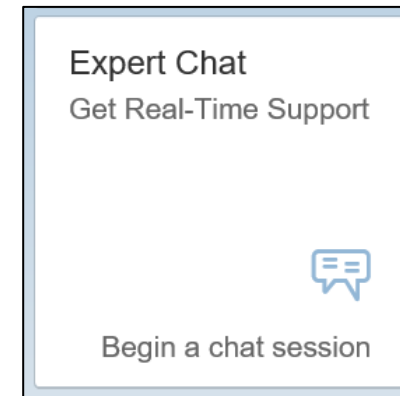 Expert Chat
Get Real-Time Support
Begin a chat session